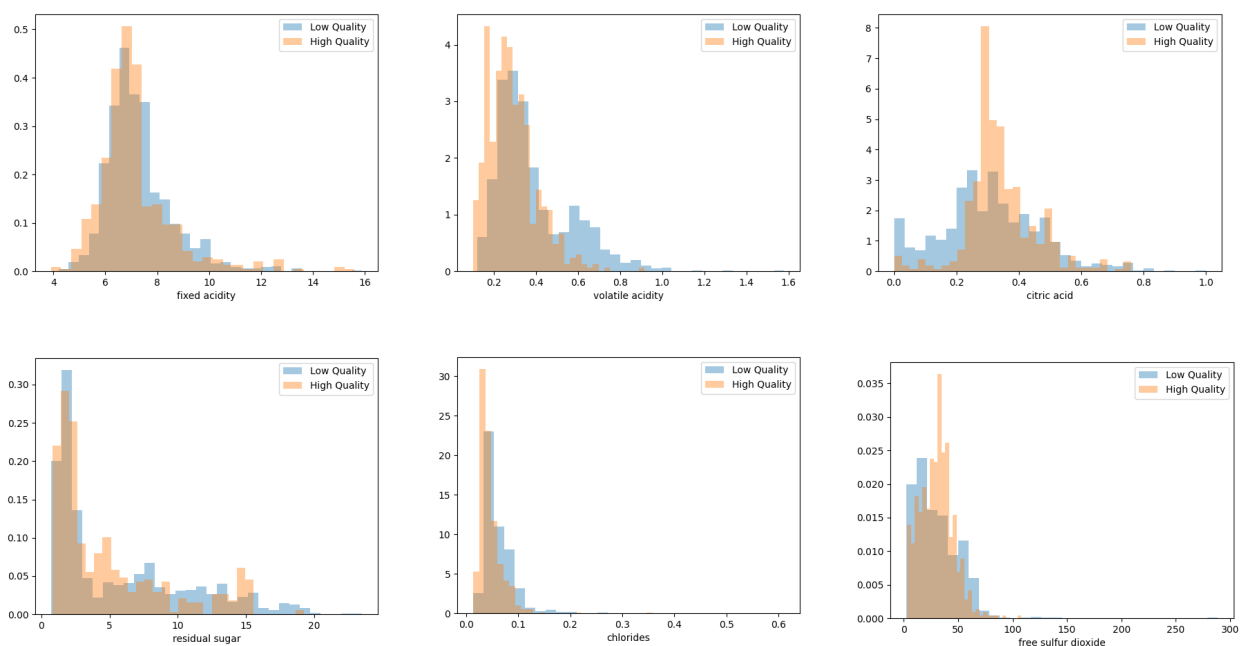 0.5
0.4
0.3
0.2
0.1
0.0
4 6 8 10 12 14 16
fixed acidity
Low Quality
High Quality
4
3
2
1
0
0.2 0.4 0.6 0.8 1.0 1.2 1.4 1.6
volatile acidity
Low Quality
High Quality
8
7
6
5
4
3
2
1
0
0.0 0.2 0.4 0.6 0.8 1.0
citric acid
Low Quality
High Quality
0.30
0.25
0.20
0.15
0.10
0.05
0.00
0 5 10 15 20
residual sugar
Low Quality
High Quality
30
25
20
15
10
5
0
0.0 0.1 0.2 0.3 0.4 0.5 0.6
chlorides
Low Quality
High Quality
0.035
0.030
0.025
0.020
0.015
0.010
0.005
0.000
0 50 100 150 200 250 300
free sulfur dioxide
Low Quality
High Quality